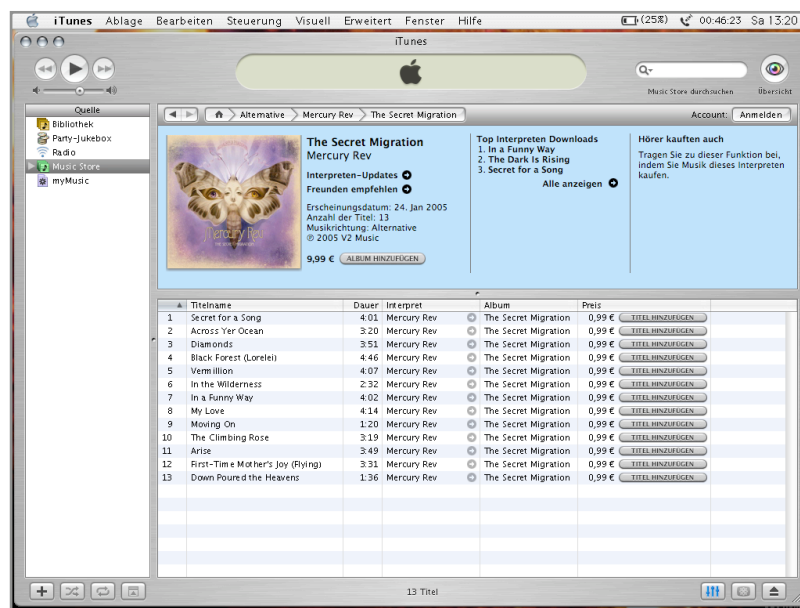 iTunes Ablage Bearbeiten Steuerung Visuell Erweitert Fenster Hilfe (25%) 00:46:23 Sa 13:20
iTunes
Music Store durchsuchen Übersicht
Quelle
Bibliothek
Party-Jukebox
Radio
Music Store
myMusic
Alternative Mercury Rev The Secret Migration Account: Anmelden
Mercury Rev
THE SECRET MIGRATION
The Secret Migration
Mercury Rev
Interpreten-Updates
Freunden empfehlen
Erscheinungsdatum: 24. Jan 2005
Anzahl der Titel: 13
Musikrichtung: Alternative
℗ 2005 V2 Music
9,99 € ALBUM HINZUFÜGEN
Top Interpreten Downloads
1. In a Funny Way
2. The Dark Is Rising
3. Secret for a Song
Alle anzeigen
Hörer kauften auch
Tragen Sie zu dieser Funktion bei,
indem Sie Musik dieses Interpreten
kaufen.
Titelname Dauer Interpret Album Preis
1 Secret for a Song 4:01 Mercury Rev The Secret Migration 0,99 € TITEL HINZUFÜGEN
2 Across Yer Ocean 3:20 Mercury Rev The Secret Migration 0,99 € TITEL HINZUFÜGEN
3 Diamonds 3:51 Mercury Rev The Secret Migration 0,99 € TITEL HINZUFÜGEN
4 Black Forest (Lorelei) 4:46 Mercury Rev The Secret Migration 0,99 € TITEL HINZUFÜGEN
5 Vermillion 4:07 Mercury Rev The Secret Migration 0,99 € TITEL HINZUFÜGEN
6 In the Wilderness 2:32 Mercury Rev The Secret Migration 0,99 € TITEL HINZUFÜGEN
7 In a Funny Way 4:02 Mercury Rev The Secret Migration 0,99 € TITEL HINZUFÜGEN
8 My Love 4:14 Mercury Rev The Secret Migration 0,99 € TITEL HINZUFÜGEN
9 Moving On 1:20 Mercury Rev The Secret Migration 0,99 € TITEL HINZUFÜGEN
10 The Climbing Rose 3:19 Mercury Rev The Secret Migration 0,99 € TITEL HINZUFÜGEN
11 Arise 3:49 Mercury Rev The Secret Migration 0,99 € TITEL HINZUFÜGEN
12 First-Time Mother's Joy (Flying) 3:31 Mercury Rev The Secret Migration 0,99 € TITEL HINZUFÜGEN
13 Down Poured the Heavens 1:36 Mercury Rev The Secret Migration 0,99 € TITEL HINZUFÜGEN
13 Titel